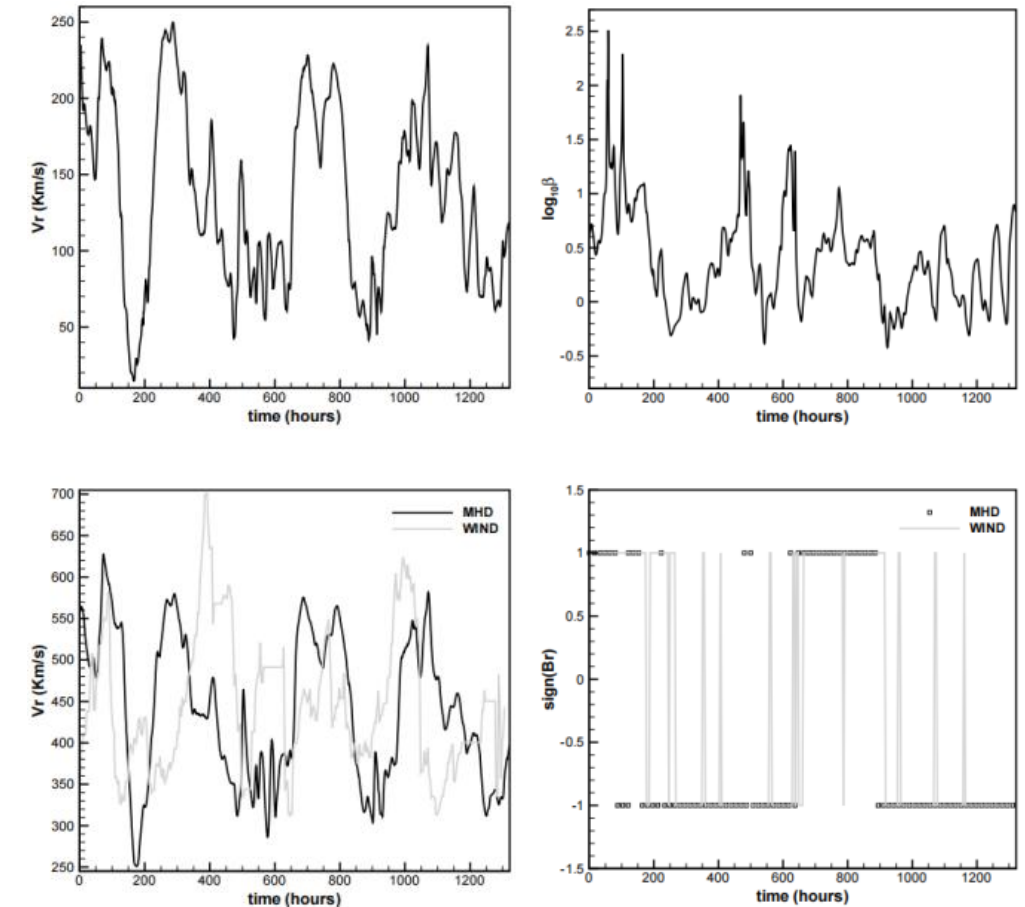 250
200
150
100
50
Vr (Km/s)
0 200 400 600 800 1000 1200
time (hours)
2.5
2
1.5
1
0.5
0
-0.5
log₁₀β
0 200 400 600 800 1000 1200
time (hours)
700
650
600
550
500
450
400
350
300
250
Vr (Km/s)
MHD
WIND
0 200 400 600 800 1000 1200
time (hours)
1.5
1
0.5
0
-0.5
-1
-1.5
sign(Br)
MHD
WIND
0 200 400 600 800 1000 1200
time (hours)